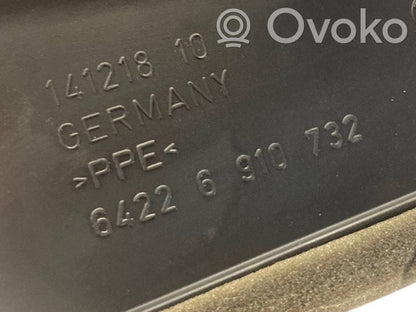 Ovoko
141218 10
GERMANY
>PPE<
6422 6 910 732